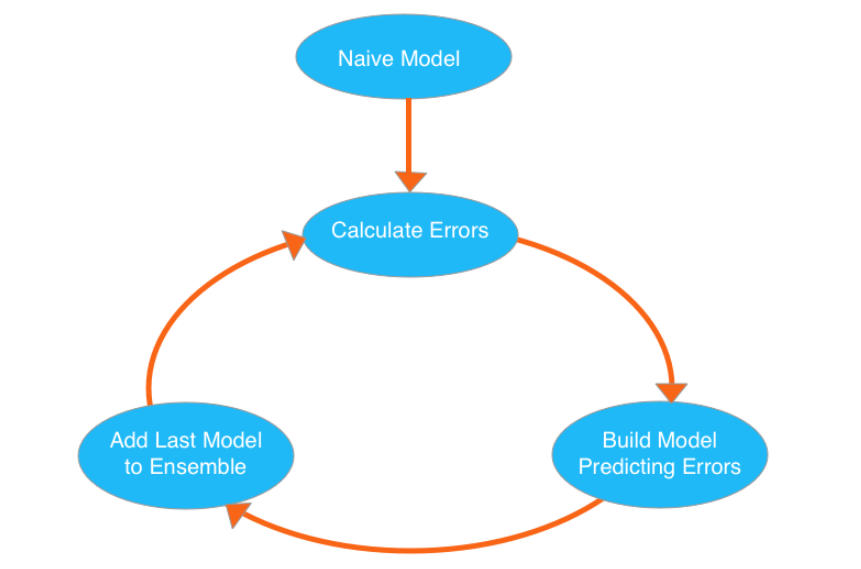 Naive Model
Calculate Errors
Add Last Model
to Ensemble
Build Model
Predicting Errors